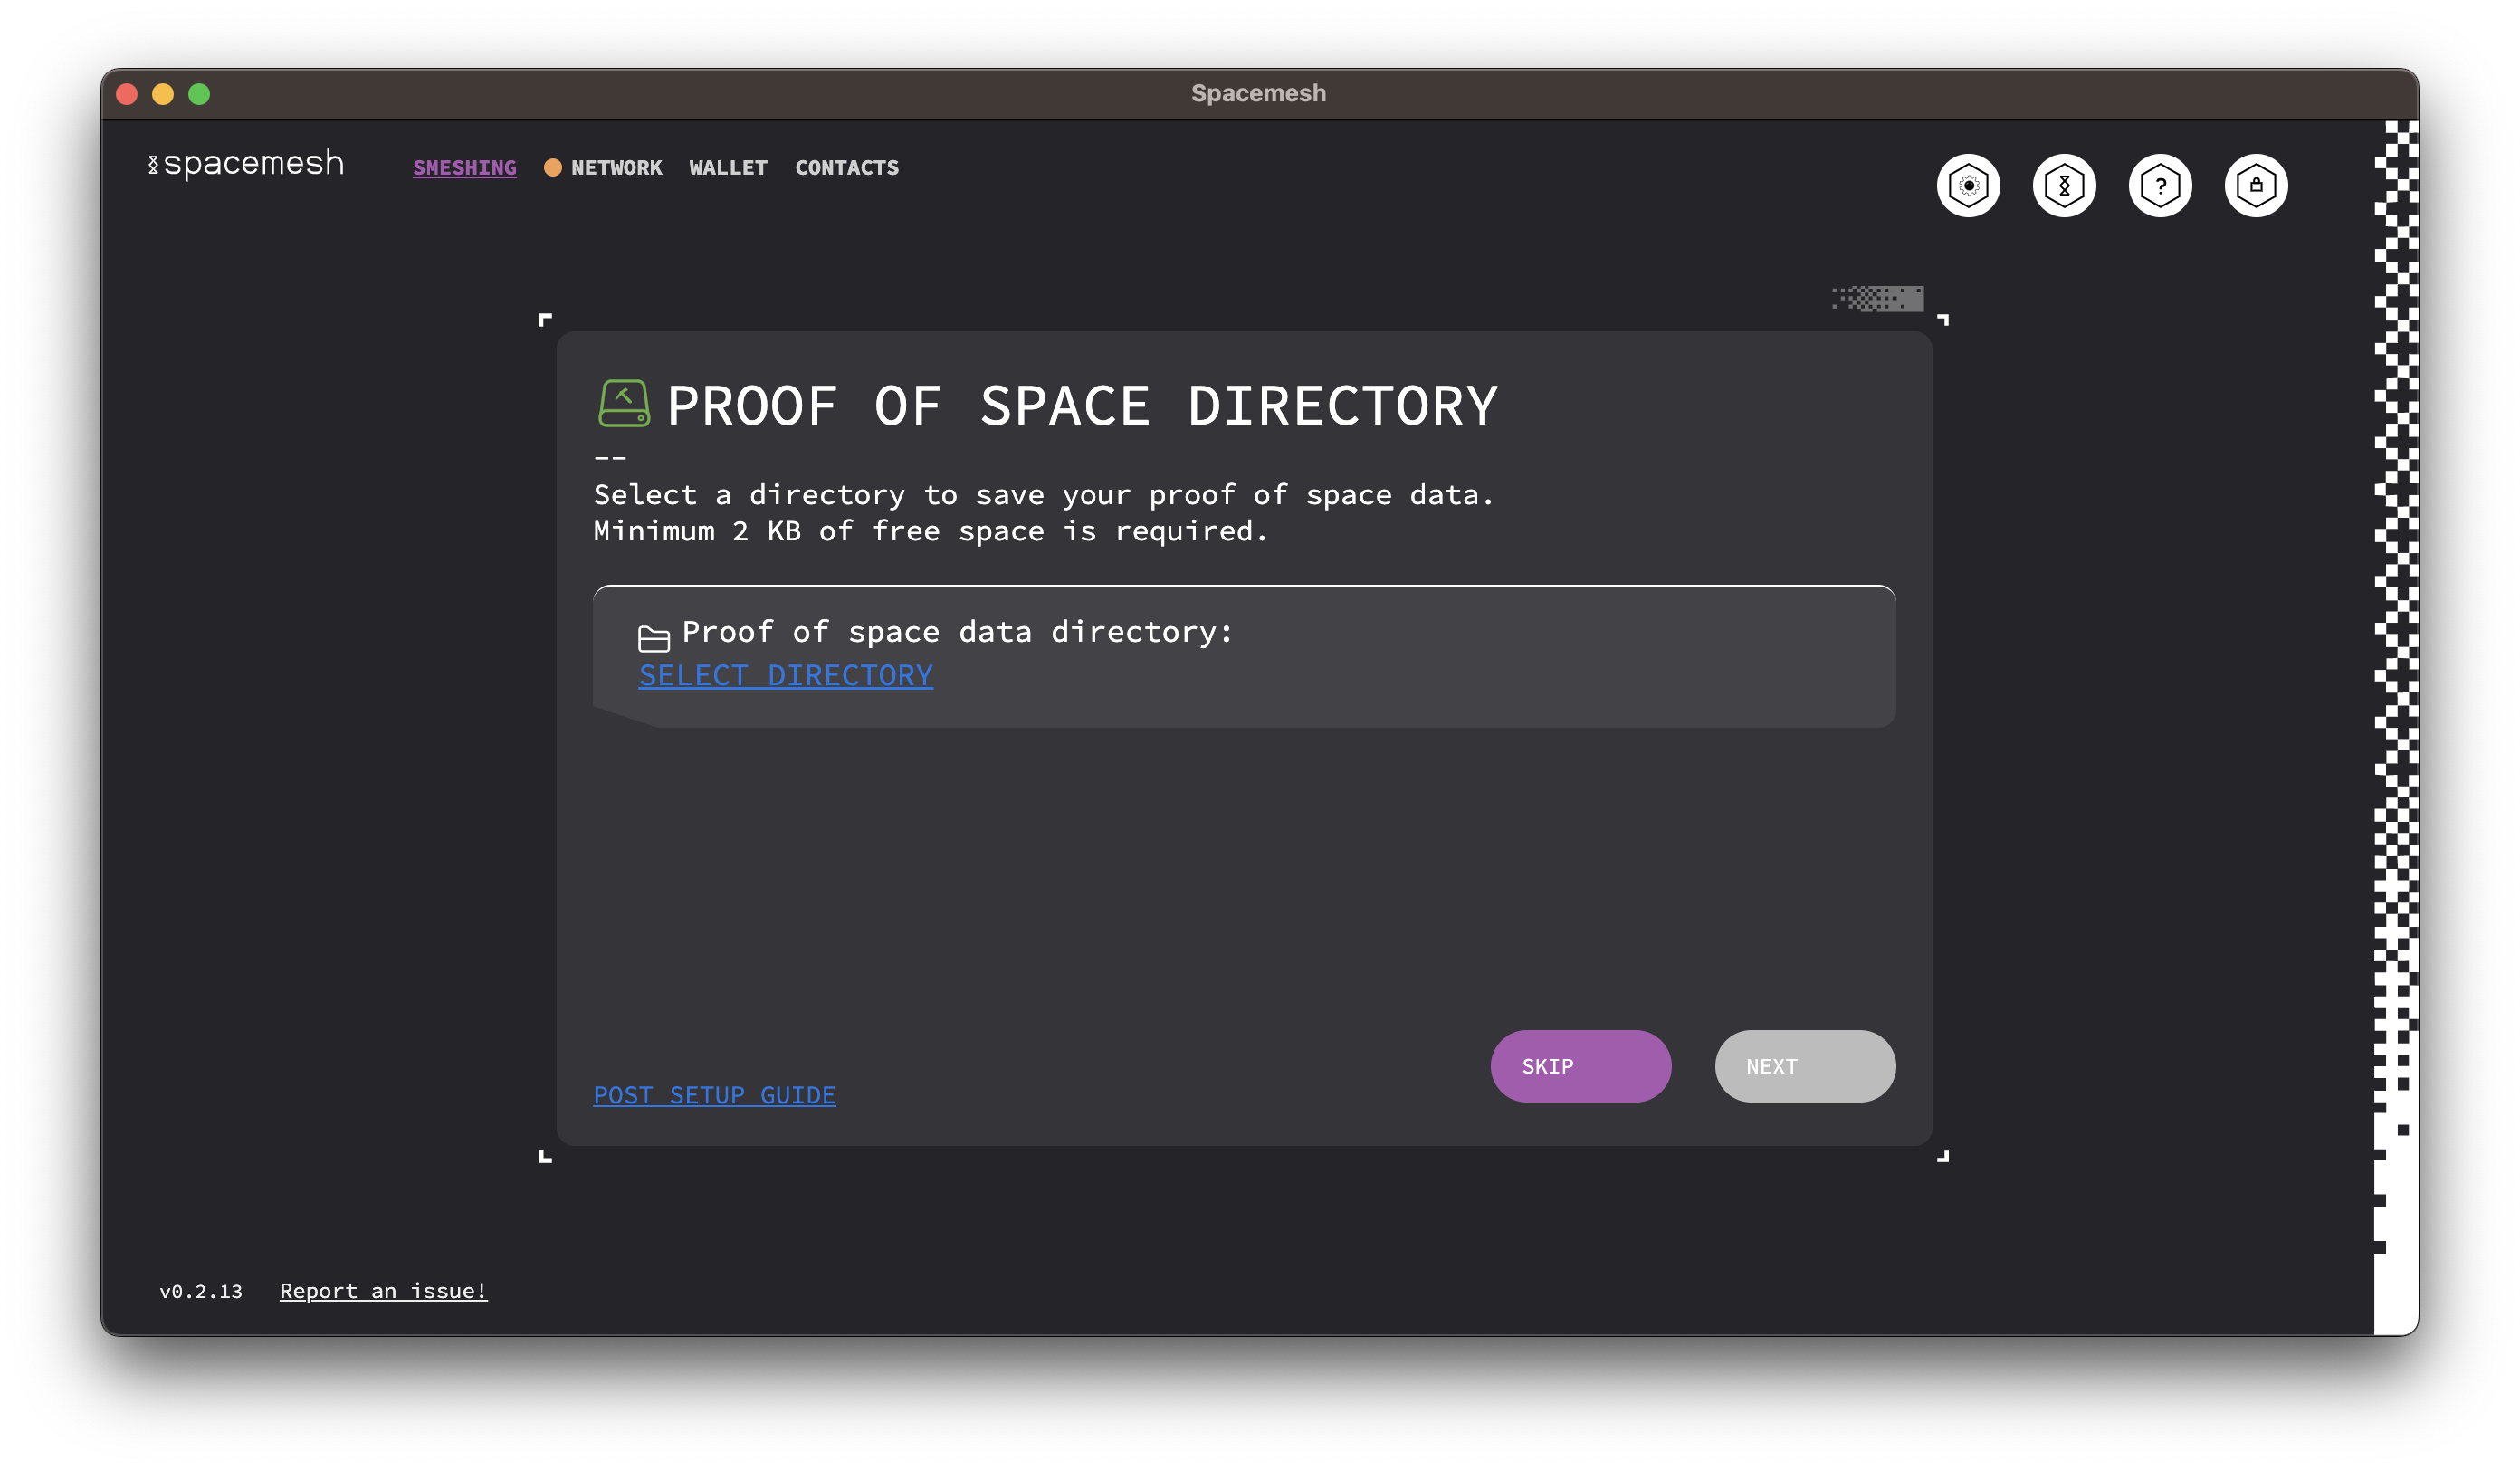 Spacemesh
spacemesh
SMESHING NETWORK WALLET CONTACTS
?
PROOF OF SPACE DIRECTORY
--
Select a directory to save your proof of space data.
Minimum 2 KB of free space is required.
Proof of space data directory:
SELECT DIRECTORY
SKIP
NEXT
POST SETUP GUIDE
v0.2.13
Report an issue!